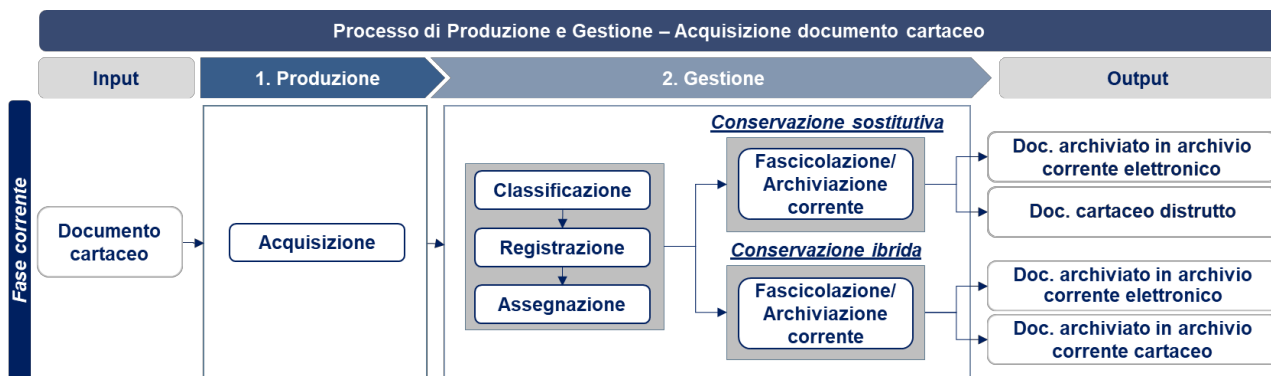 Processo di Produzione e Gestione – Acquisizione documento cartaceo
Input
1. Produzione
2. Gestione
Output
Fase corrente
Documento
cartaceo
Acquisizione
Classificazione
Registrazione
Assegnazione
Conservazione sostitutiva
Fascicolazione/
Archiviazione
corrente
Conservazione ibrida
Fascicolazione/
Archiviazione
corrente
Doc. archiviato in archivio
corrente elettronico
Doc. cartaceo distrutto
Doc. archiviato in archivio
corrente elettronico
Doc. archiviato in archivio
corrente cartaceo